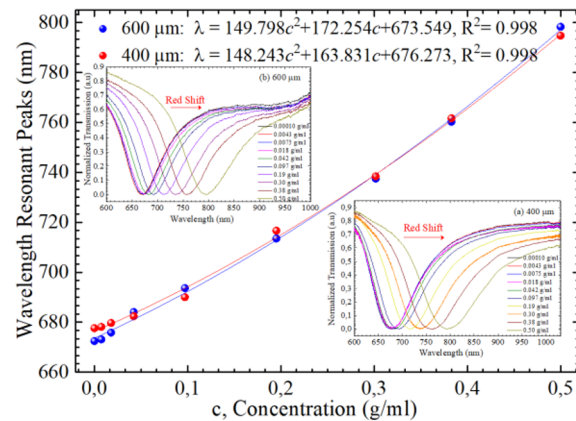 600 µm: λ = 149.798c²+172.254c+673.549, R²= 0.998
400 µm: λ = 148.243c²+163.831c+676.273, R²= 0.998
Wavelength Resonant Peaks (nm)
800
780
760
740
720
700
680
660
0,0
0,1
0,2
0,3
0,4
0,5
c, Concentration (g/ml)
(b) 600 µm
Red Shift
Normalized Transmission (a.u)
0.9
0.8
0.7
0.6
0.5
0.4
0.3
0.2
0.1
0.0
0.00010 g/ml
0.0043 g/ml
0.0075 g/ml
0.018 g/ml
0.042 g/ml
0.097 g/ml
0.19 g/ml
0.30 g/ml
0.38 g/ml
0.50 g/ml
600 650 700 750 800 850 900 950 1000
Wavelength (nm)
(a) 400 µm
Red Shift
Normalized Transmission (a.u)
0,9
0,8
0,7
0,6
0,5
0,4
0,3
0,2
0,1
0,0
0.00010 g/ml
0.0043 g/ml
0.0075 g/ml
0.018 g/ml
0.042 g/ml
0.097 g/ml
0.19 g/ml
0.30 g/ml
0.38 g/ml
0.50 g/ml
600 650 700 750 800 850 900 950 1000
Wavelength (nm)